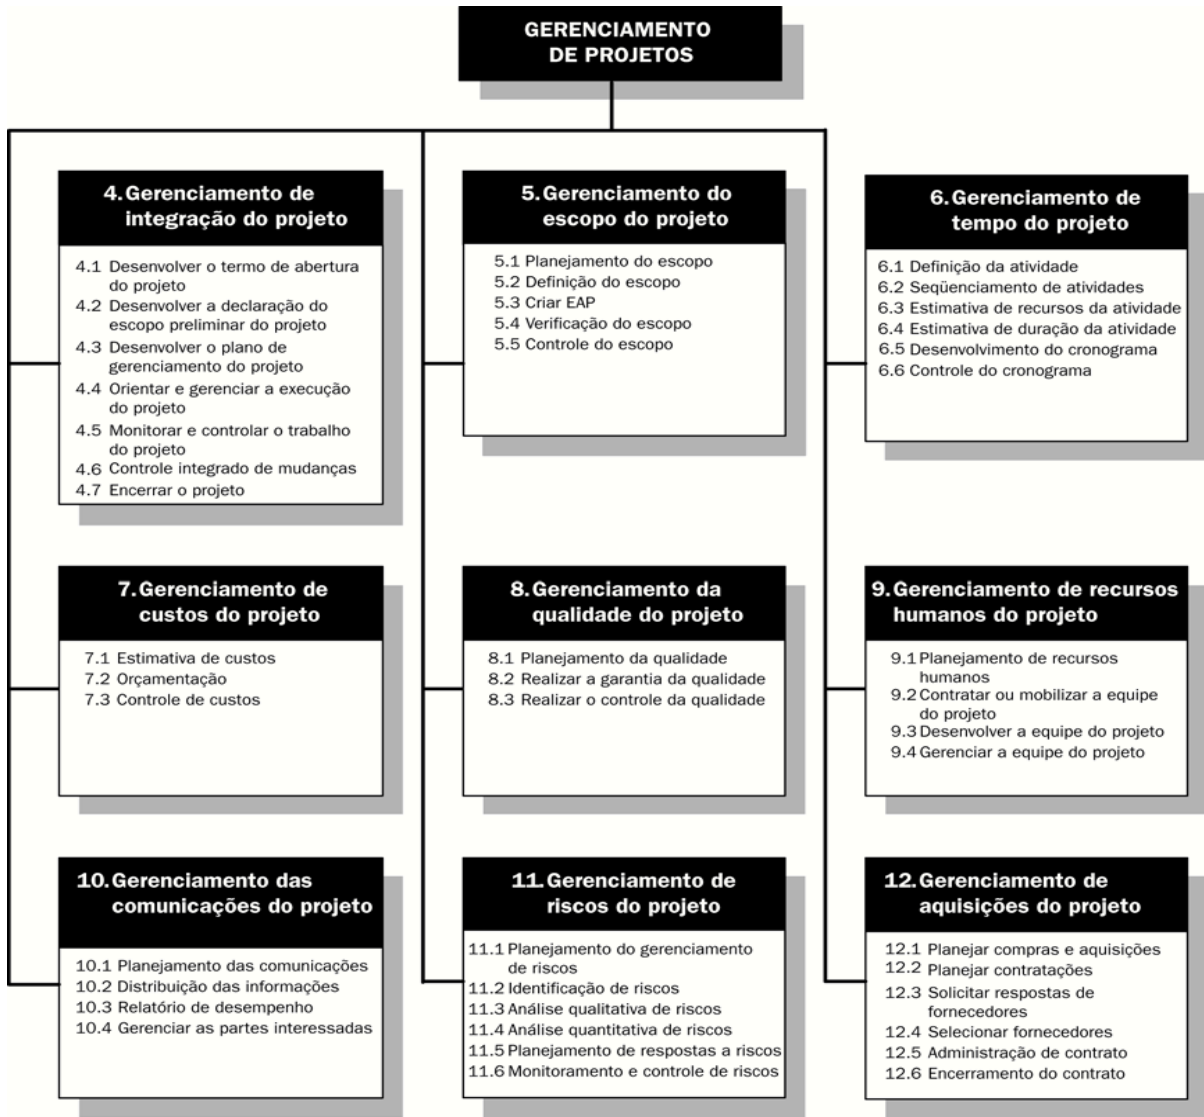 GERENCIAMENTO
DE PROJETOS
4. Gerenciamento de
integração do projeto
4.1 Desenvolver o termo de abertura
do projeto
4.2 Desenvolver a declaração do
escopo preliminar do projeto
4.3 Desenvolver o plano de
gerenciamento do projeto
4.4 Orientar e gerenciar a execução
do projeto
4.5 Monitorar e controlar o trabalho
do projeto
4.6 Controle integrado de mudanças
4.7 Encerrar o projeto
5. Gerenciamento do
escopo do projeto
5.1 Planejamento do escopo
5.2 Definição do escopo
5.3 Criar EAP
5.4 Verificação do escopo
5.5 Controle do escopo
6. Gerenciamento de
tempo do projeto
6.1 Definição da atividade
6.2 Seqüenciamento de atividades
6.3 Estimativa de recursos da atividade
6.4 Estimativa de duração da atividade
6.5 Desenvolvimento do cronograma
6.6 Controle do cronograma
7. Gerenciamento de
custos do projeto
7.1 Estimativa de custos
7.2 Orçamentação
7.3 Controle de custos
8. Gerenciamento da
qualidade do projeto
8.1 Planejamento da qualidade
8.2 Realizar a garantia da qualidade
8.3 Realizar o controle da qualidade
9. Gerenciamento de recursos
humanos do projeto
9.1 Planejamento de recursos
humanos
9.2 Contratar ou mobilizar a equipe
do projeto
9.3 Desenvolver a equipe do projeto
9.4 Gerenciar a equipe do projeto
10. Gerenciamento das
comunicações do projeto
10.1 Planejamento das comunicações
10.2 Distribuição das informações
10.3 Relatório de desempenho
10.4 Gerenciar as partes interessadas
11. Gerenciamento de
riscos do projeto
11.1 Planejamento do gerenciamento
de riscos
11.2 Identificação de riscos
11.3 Análise qualitativa de riscos
11.4 Análise quantitativa de riscos
11.5 Planejamento de respostas a riscos
11.6 Monitoramento e controle de riscos
12. Gerenciamento de
aquisições do projeto
12.1 Planejar compras e aquisições
12.2 Planejar contratações
12.3 Solicitar respostas de
fornecedores
12.4 Selecionar fornecedores
12.5 Administração de contrato
12.6 Encerramento do contrato